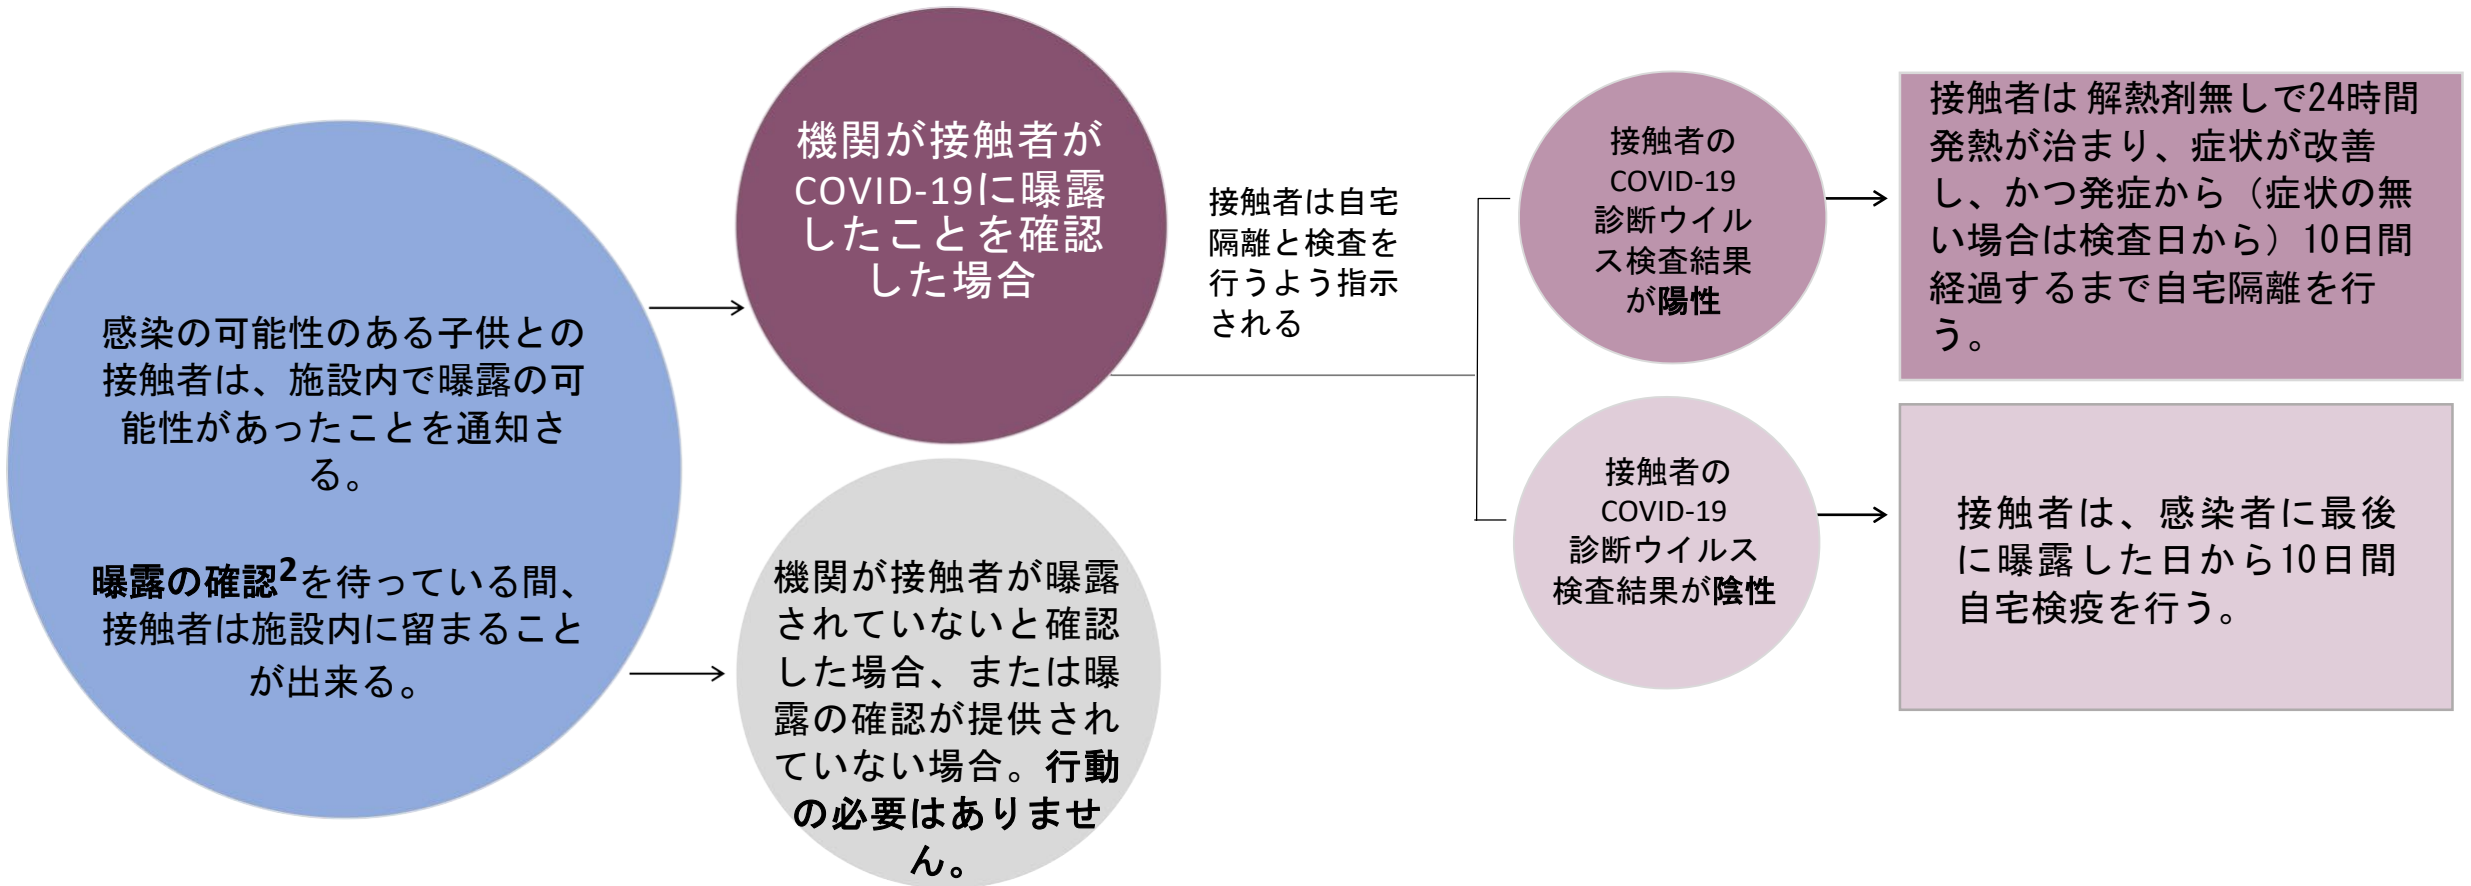 感染の可能性のある子供との
接触者は、施設内で曝露の可
能性があったことを通知さ
る。
曝露の確認2を待っている間、
接触者は施設内に留まること
が出来る。
機関が接触者が
COVID-19に曝露
したことを確認
した場合
機関が接触者が曝露
されていないと確認
した場合、または曝
露の確認が提供され
ていない場合。行動
の必要はありませ
ん。
接触者は自宅
隔離と検査を
行うよう指示
される
接触者の
COVID-19
診断ウイル
ス検査結果
が陽性
接触者は 解熱剤無しで24時間
発熱が治まり、症状が改善
し、かつ発症から（症状の無
い場合は検査日から）10日間
経過するまで自宅隔離を行
う。
接触者の
COVID-19
診断ウイルス
検査結果が陰性
接触者は、感染者に最後
に曝露した日から10日間
自宅検疫を行う。